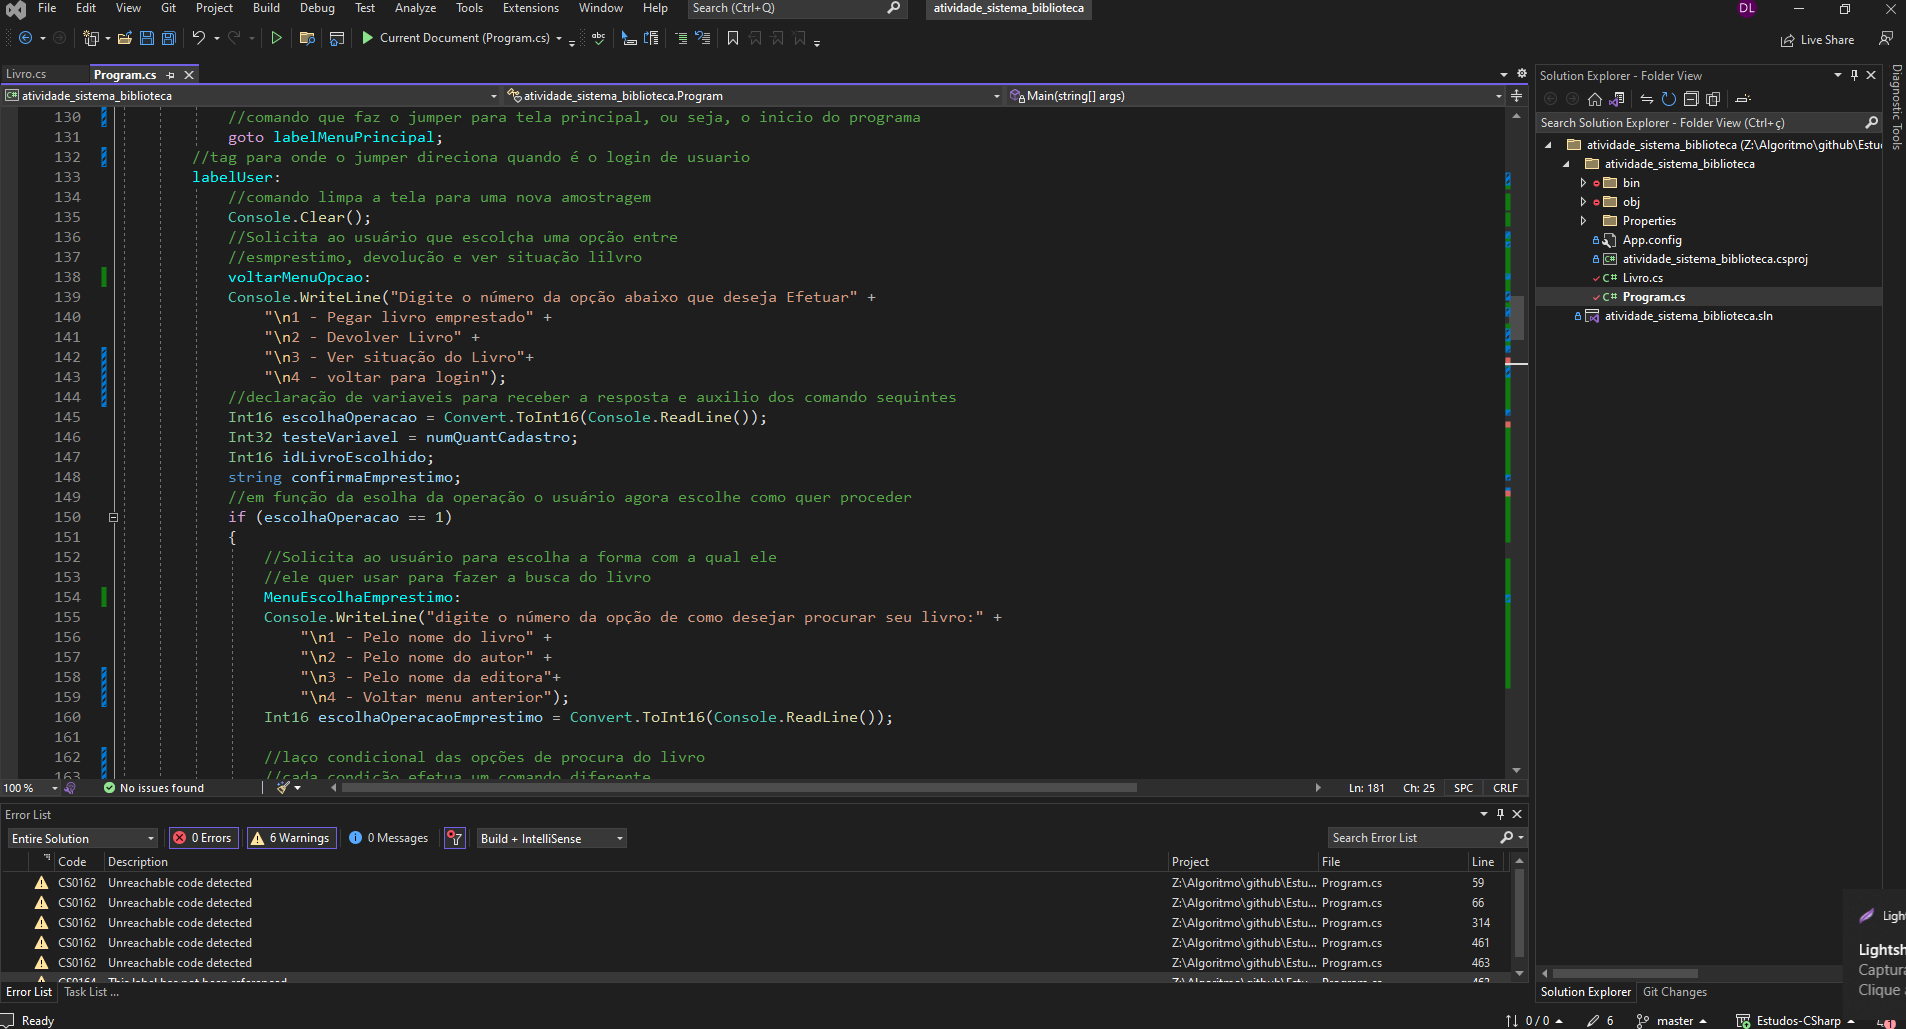 File Edit View Git Project Build Debug Test Analyze Tools Extensions Window Help Search (Ctrl+Q) atividade_sistema_biblioteca DL
Current Document (Program.cs) Live Share
Livro.cs Program.cs
atividade_sistema_biblioteca atividade_sistema_biblioteca.Program Main(string[] args)
130 //comando que faz o jumper para tela principal, ou seja, o inicio do programa
131 goto labelMenuPrincipal;
132 //tag para onde o jumper direciona quando é o login de usuario
133 labelUser:
134 //comando limpa a tela para uma nova amostragem
135 Console.Clear();
136 //Solicita ao usuário que escolçha uma opção entre
137 //esmprestimo, devolução e ver situação lilvro
138 voltarMenuOpcao:
139 Console.WriteLine("Digite o número da opção abaixo que deseja Efetuar" +
140 "\n1 - Pegar livro emprestado" +
141 "\n2 - Devolver Livro" +
142 "\n3 - Ver situação do Livro"+
143 "\n4 - voltar para login");
144 //declaração de variaveis para receber a resposta e auxilio dos comando sequintes
145 Int16 escolhaOperacao = Convert.ToInt16(Console.ReadLine());
146 Int32 testeVariavel = numQuantCadastro;
147 Int16 idLivroEscolhido;
148 string confirmaEmprestimo;
149 //em função da esolha da operação o usuário agora escolhe como quer proceder
150 if (escolhaOperacao == 1)
151 {
152 //Solicita ao usuário para escolha a forma com a qual ele
153 //ele quer usar para fazer a busca do livro
154 MenuEscolhaEmprestimo:
155 Console.WriteLine("digite o número da opção de como desejar procurar seu livro:" +
156 "\n1 - Pelo nome do livro" +
157 "\n2 - Pelo nome do autor" +
158 "\n3 - Pelo nome da editora"+
159 "\n4 - Voltar menu anterior");
160 Int16 escolhaOperacaoEmprestimo = Convert.ToInt16(Console.ReadLine());
161
162 //laço condicional das opções de procura do livro
163 //cada condição efetua um comando diferente
100 % No issues found Ln: 181 Ch: 25 SPC CRLF
Error List
Entire Solution 0 Errors 6 Warnings 0 Messages Build + IntelliSense Search Error List
Code Description Project File Line
CS0162 Unreachable code detected Z:\Algoritmo\github\Estu... Program.cs 59
CS0162 Unreachable code detected Z:\Algoritmo\github\Estu... Program.cs 66
CS0162 Unreachable code detected Z:\Algoritmo\github\Estu... Program.cs 314
CS0162 Unreachable code detected Z:\Algoritmo\github\Estu... Program.cs 461
CS0162 Unreachable code detected Z:\Algoritmo\github\Estu... Program.cs 463
CS0164 This label has not been referenced Z:\Algoritmo\github\Estu... Program.cs
Error List Task List ...
Ready 0 / 0 6 master Estudos-CSharp 1
Solution Explorer - Folder View
Search Solution Explorer - Folder View (Ctrl+ç)
atividade_sistema_biblioteca (Z:\Algoritmo\github\Estu
atividade_sistema_biblioteca
bin
obj
Properties
App.config
atividade_sistema_biblioteca.csproj
Livro.cs
Program.cs
atividade_sistema_biblioteca.sln
Solution Explorer Git Changes
Diagnostic Tools
Ligh
Lightsh
Captura
Clique a